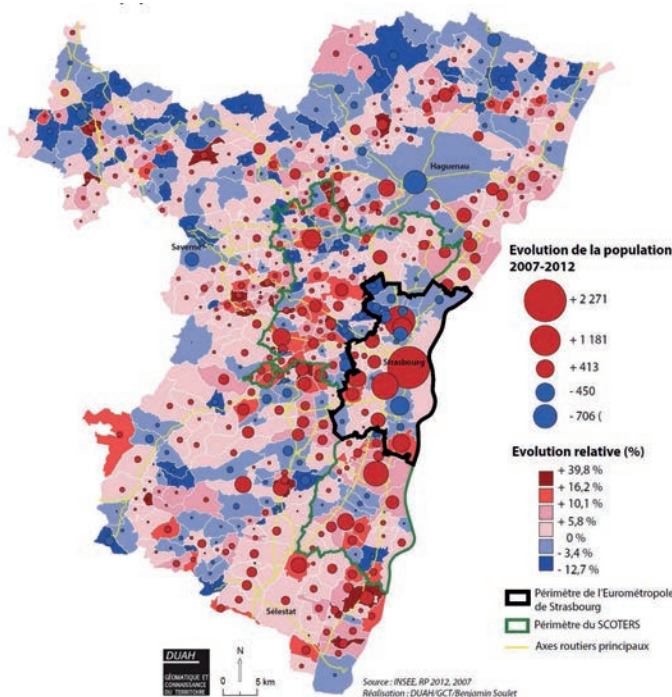 Haguenau
Saverne
Strasbourg
Sélestat
Evolution de la population
2007-2012
+ 2 271
+ 1 181
+ 413
- 450
- 706 (
Evolution relative (%)
+ 39,8 %
+ 16,2 %
+ 10,1 %
+ 5,8 %
0 %
- 3,4 %
- 12,7 %
Périmètre de l'Eurométropole
de Strasbourg
Périmètre du SCOTERS
Axes routiers principaux
DUAH
GÉOMATIQUE ET
CONNAISSANCE
DU TERRITOIRE
N
0 5 km
Source : INSEE, RP 2012, 2007
Réalisation : DUAH/GCT/Benjamin Soulet